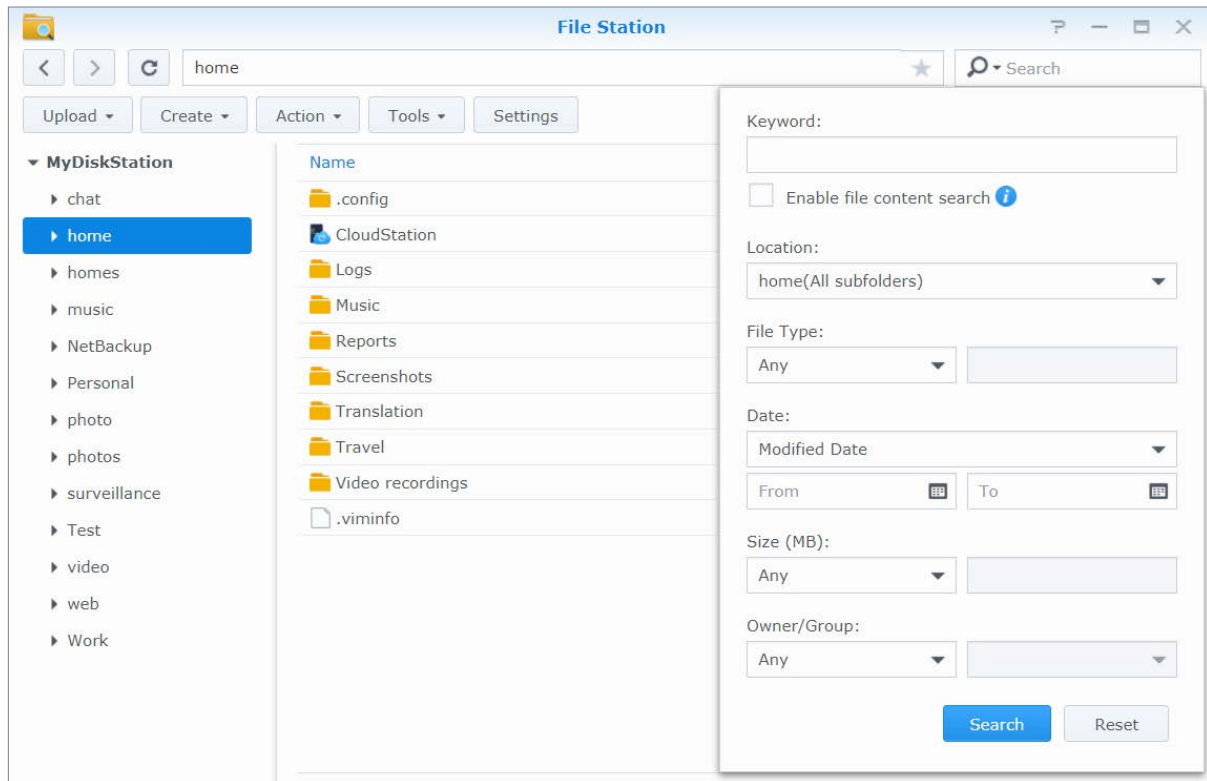 File Station
home
Search
Upload Create Action Tools Settings
MyDiskStation
chat
home
homes
music
NetBackup
Personal
photo
photos
surveillance
Test
video
web
Work
Name
.config
CloudStation
Logs
Music
Reports
Screenshots
Translation
Travel
Video recordings
.viminfo
Keyword:
Enable file content search
Location:
home(All subfolders)
File Type:
Any
Date:
Modified Date
From To
Size (MB):
Any
Owner/Group:
Any
Search Reset